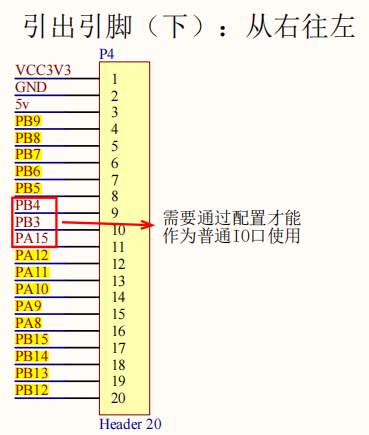 引出引脚（下）：从右往左
P4
VCC3V3 1
GND 2
5v 3
PB9 4
PB8 5
PB7 6
PB6 7
PB5 8
PB4 9
PB3 10
PA15 11
PA12 12
PA11 13
PA10 14
PA9 15
PA8 16
PB15 17
PB14 18
PB13 19
PB12 20
需要通过配置才能
作为普通IO口使用
Header 20